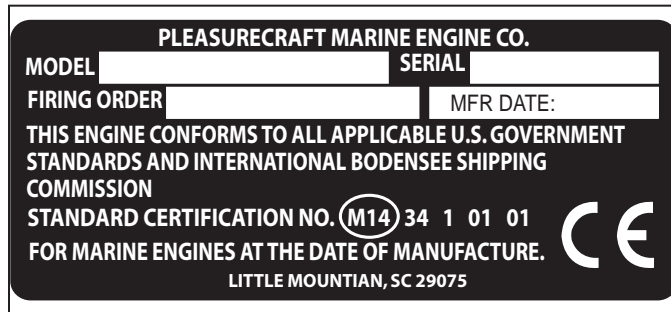 PLEASURECRAFT MARINE ENGINE CO.
MODEL SERIAL
FIRING ORDER MFR DATE:
THIS ENGINE CONFORMS TO ALL APPLICABLE U.S. GOVERNMENT
STANDARDS AND INTERNATIONAL BODENSEE SHIPPING
COMMISSION
STANDARD CERTIFICATION NO. M14 34 1 01 01
FOR MARINE ENGINES AT THE DATE OF MANUFACTURE.
CE
LITTLE MOUNTIAN, SC 29075